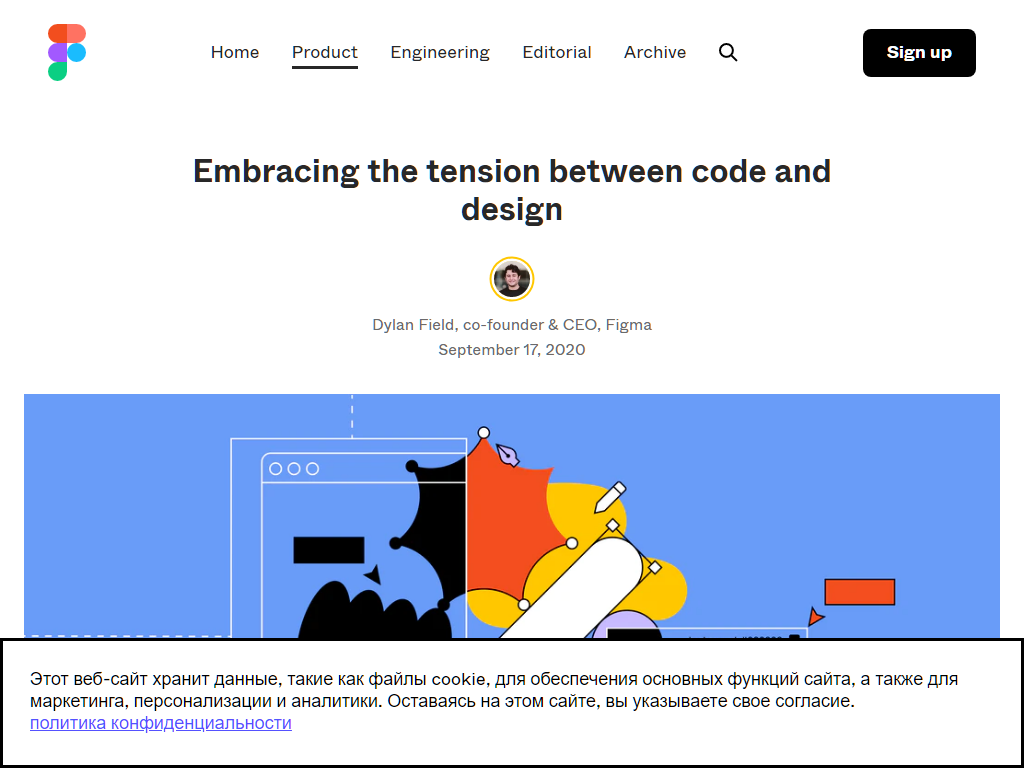 Home Product Engineering Editorial Archive Sign up
Embracing the tension between code and
design
Dylan Field, co-founder & CEO, Figma
September 17, 2020
Этот веб-сайт хранит данные, такие как файлы cookie, для обеспечения основных функций сайта, а также для
маркетинга, персонализации и аналитики. Оставаясь на этом сайте, вы указываете свое согласие.
политика конфиденциальности